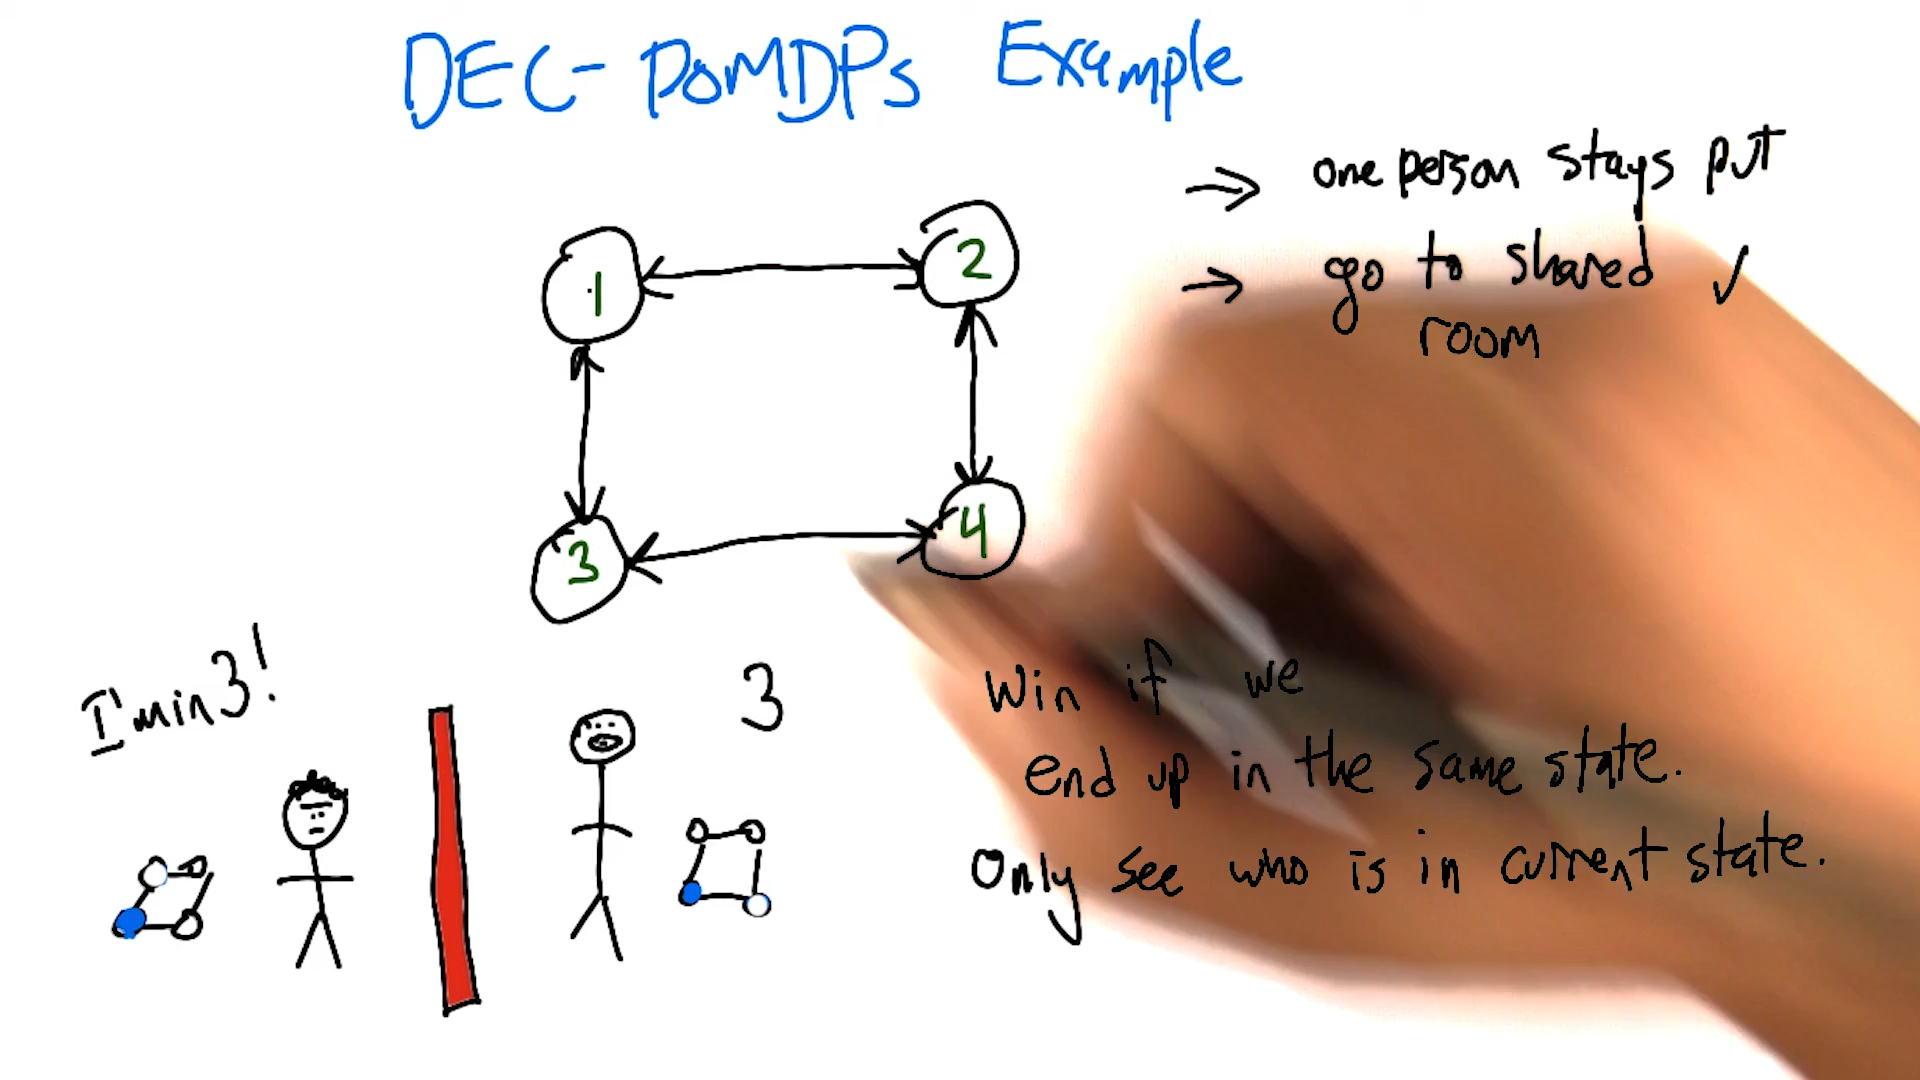 DEC-POMDPs Example
→ one person stays put
→ go to shared ✓
room
1
2
3
4
I'm in 3!
3
Win if we
end up in the same state.
Only see who is in current state.